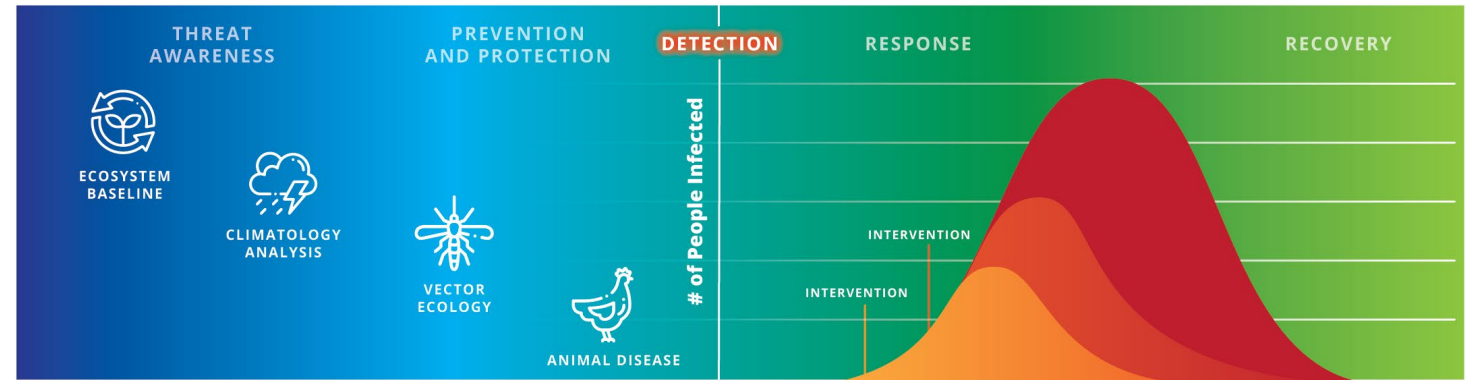 THREAT
AWARENESS
PREVENTION
AND PROTECTION
DETECTION
RESPONSE
RECOVERY
ECOSYSTEM
BASELINE
CLIMATOLOGY
ANALYSIS
VECTOR
ECOLOGY
ANIMAL DISEASE
# of People Infected
INTERVENTION
INTERVENTION